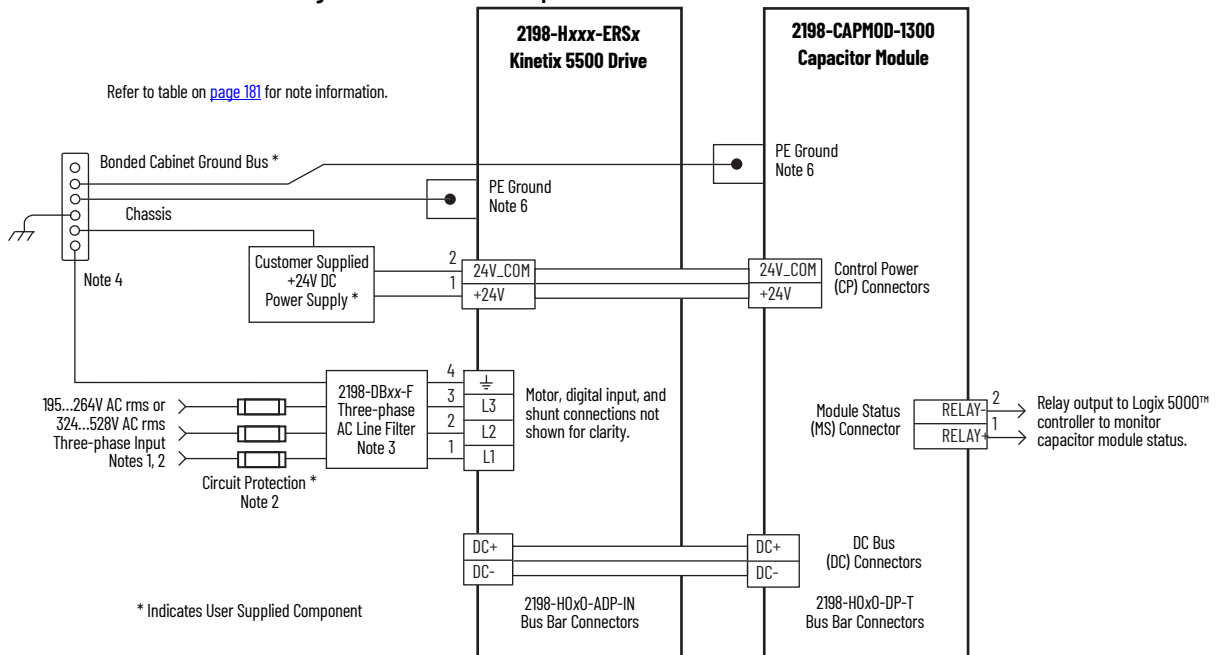 2198-Hxxx-ERSx
Kinetix 5500 Drive
2198-CAPMOD-1300
Capacitor Module
Refer to table on page 181 for note information.
Bonded Cabinet Ground Bus *
PE Ground
Note 6
PE Ground
Note 6
Chassis
Note 4
Customer Supplied
+24V DC
Power Supply *
2
1
24V_COM
+24V
24V_COM
+24V
Control Power
(CP) Connectors
195...264V AC rms or
324...528V AC rms
Three-phase Input
Notes 1, 2
Circuit Protection *
Note 2
2198-DBxx-F
Three-phase
AC Line Filter
Note 3
4
3
2
1
L3
L2
L1
Motor, digital input, and
shunt connections not
shown for clarity.
Module Status
(MS) Connector
RELAY-
RELAY+
2
1
Relay output to Logix 5000™
controller to monitor
capacitor module status.
DC+
DC-
DC+
DC-
DC Bus
(DC) Connectors
* Indicates User Supplied Component
2198-H0x0-ADP-IN
Bus Bar Connectors
2198-H0x0-DP-T
Bus Bar Connectors